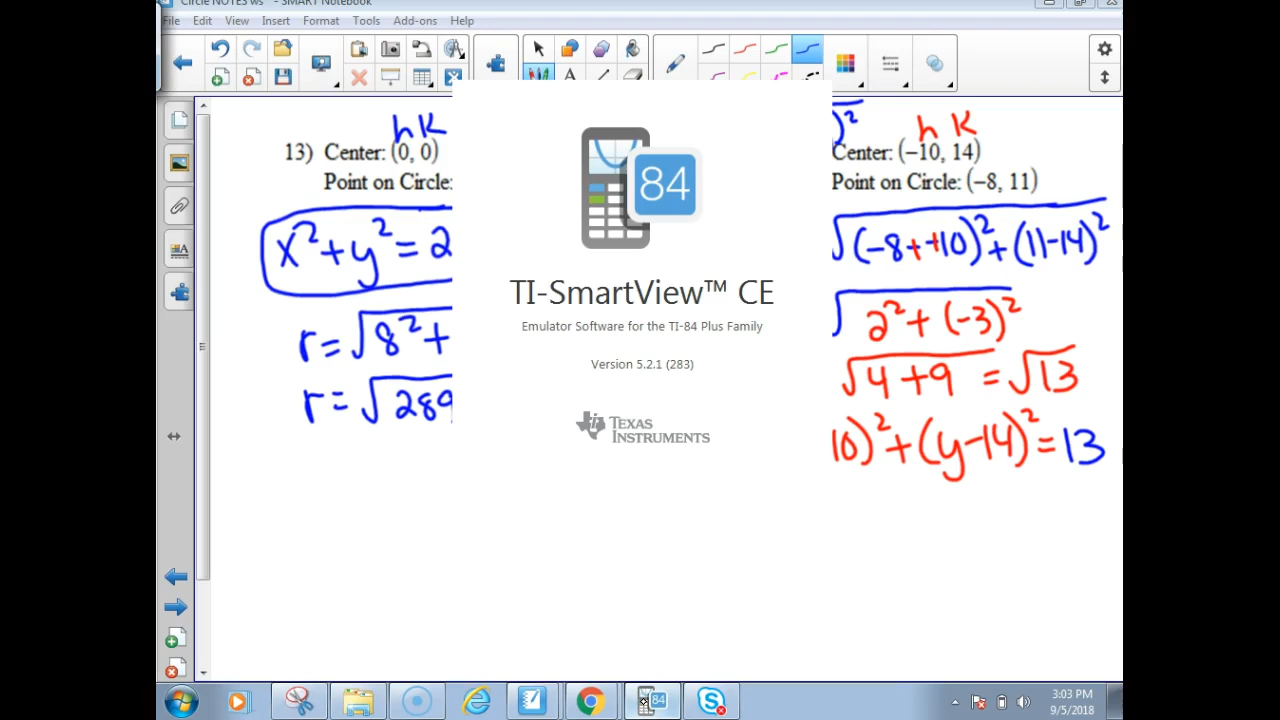 Circle NOTES ws * - SMART Notebook
File Edit View Insert Format Tools Add-ons Help
h K
13) Center: (0, 0)
Point on Circle:
x² + y² = 2
r = √8² +
r = √289
84
TI-SmartView™ CE
Emulator Software for the TI-84 Plus Family
Version 5.2.1 (283)
TEXAS
INSTRUMENTS
)²
h K
Center: (−10, 14)
Point on Circle: (−8, 11)
√(-8++10)² + (11-14)²
√2² + (-3)²
√4+9 = √13
10)² + (y-14)² = 13
84
3:03 PM
9/5/2018